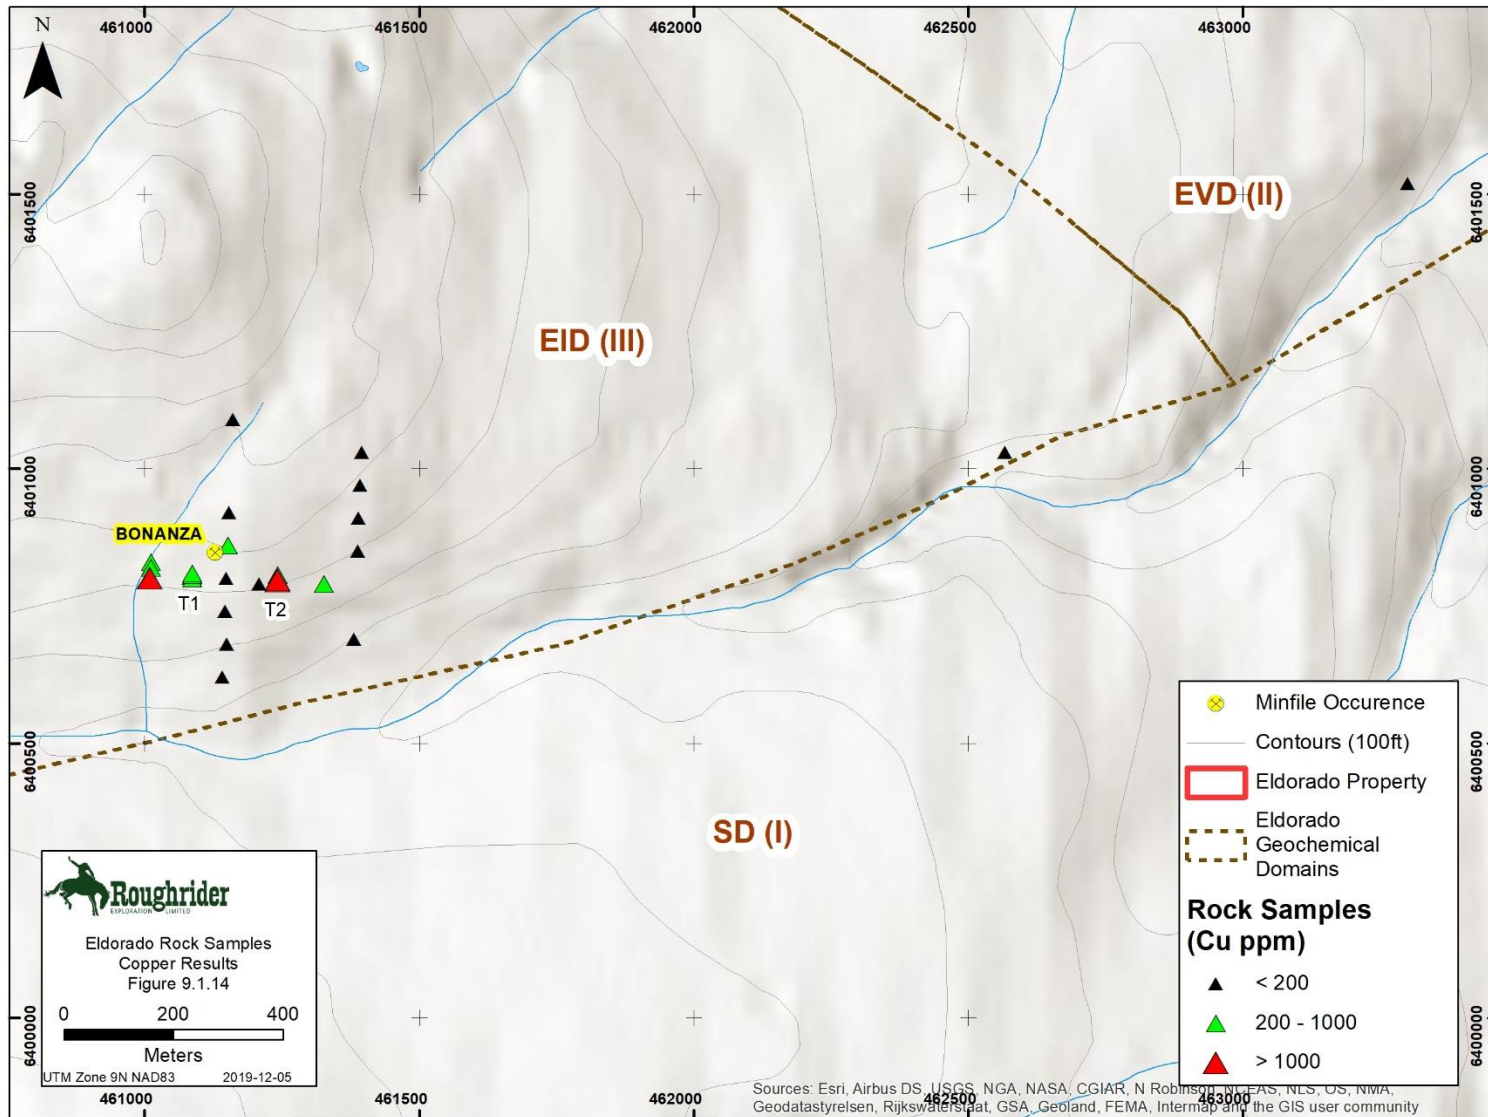 461000 461500 462000 462500 463000
N
6401500 EVD (II) 6401500
EID (III)
6401000 6401000
BONANZA
T1 T2
6400500 6400500
SD (I)
Minfile Occurence
Contours (100ft)
Eldorado Property
Eldorado
Geochemical
Domains
Rock Samples
(Cu ppm)
< 200
200 - 1000
> 1000
Roughrider
EXPLORATION LIMITED
Eldorado Rock Samples
Copper Results
Figure 9.1.14
0 200 400
Meters
UTM Zone 9N NAD83 2019-12-05
6400000 6400000
Sources: Esri, Airbus DS, USGS, NGA, NASA, CGIAR, N Robinson, NCEAS, NLS, OS, NMA,
Geodatastyrelsen, Rijkswaterstaat, GSA, Geoland, FEMA, Intermap and the GIS user community
461000 461500 462000 462500 463000